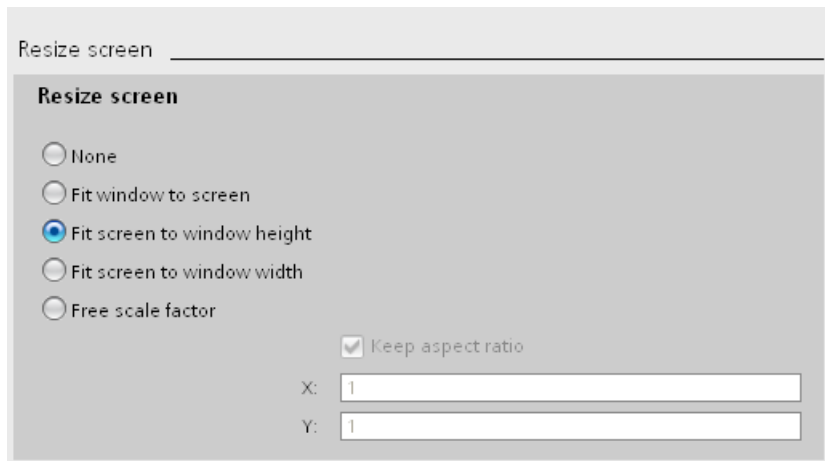 Resize screen
Resize screen
None
Fit window to screen
Fit screen to window height
Fit screen to window width
Free scale factor
Keep aspect ratio
X: 1
Y: 1